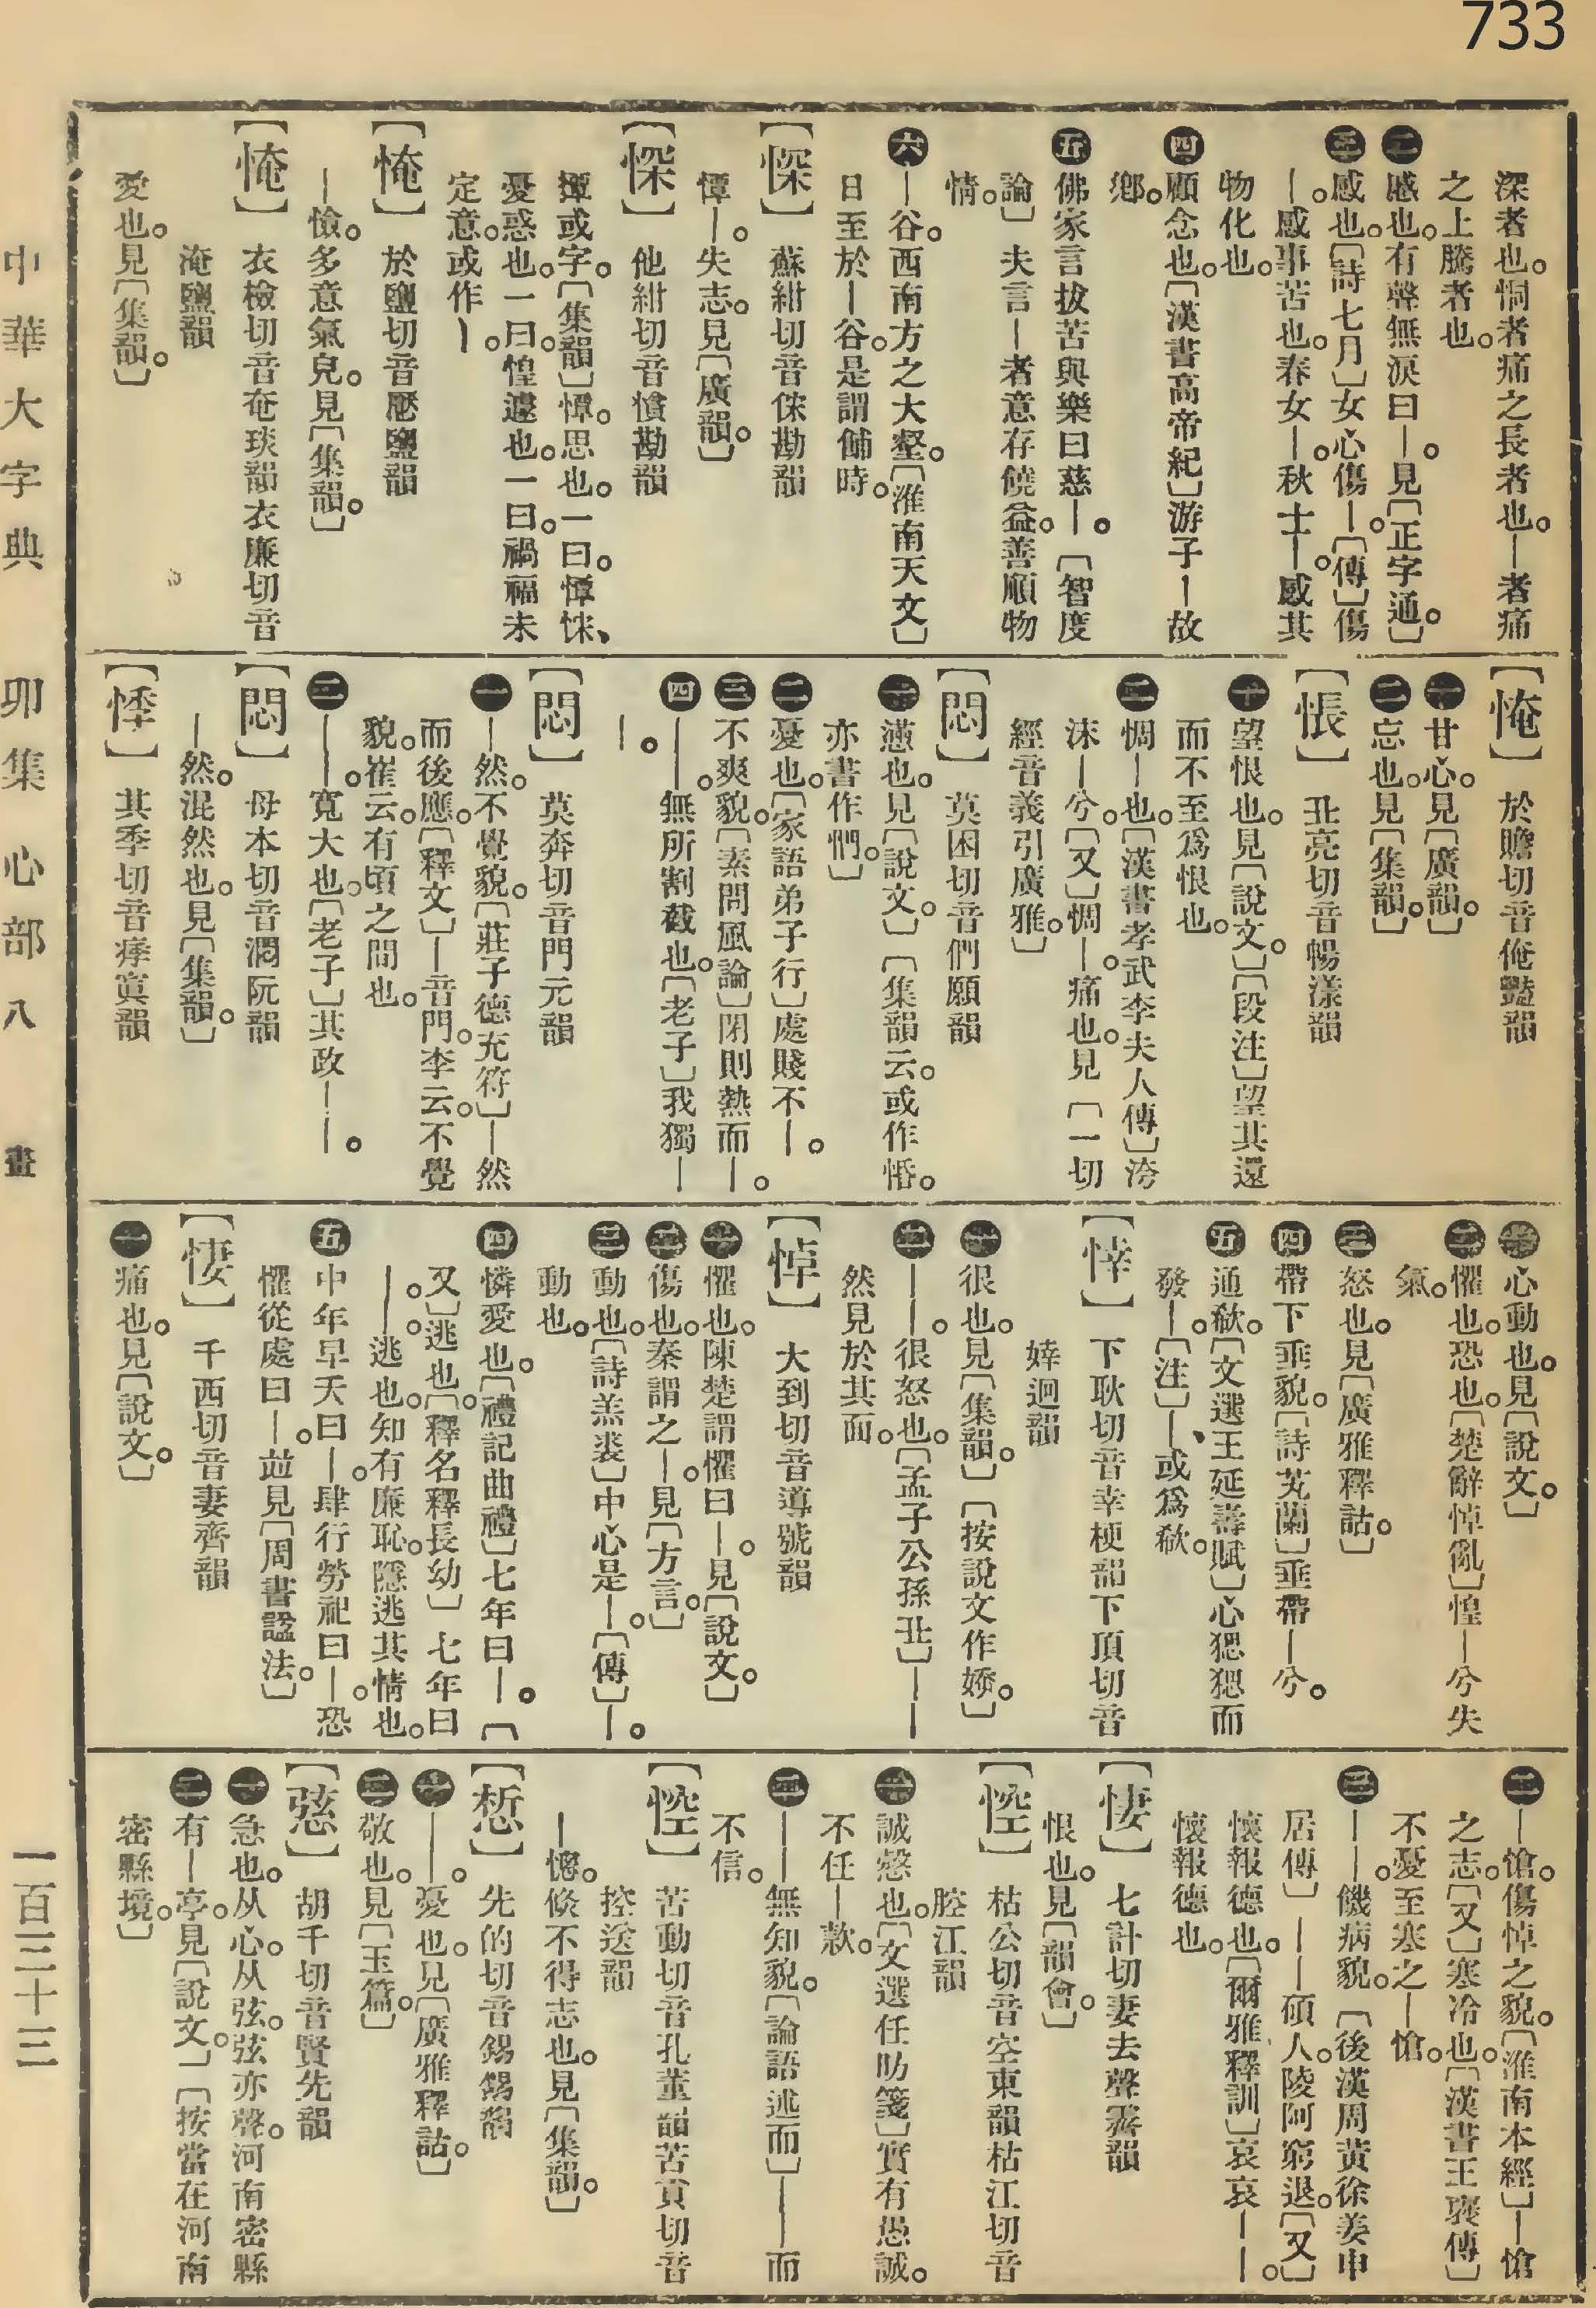 733
深者也。恫者痛之長者也。―者痛
之上騰者也。
㊁慼也。有聲無淚曰―。見〔正字通。〕
㊂感也。〔詩七月〕女心傷―。〔傳〕傷
―。感事苦也。春女―。秋士―。感其
物化也。
㊃顧念也。〔漢書高帝紀〕游子―故
鄉。
㊄佛家言拔苦與樂曰慈―。〔智度
論〕夫言―者意存饒益。善順物
情。
㊅―谷。西南方之大壑。〔淮南天文〕
日至於―谷。是謂餔時。
【㥆】蘇紺切音俕勘韻
憛―。失志。見〔廣韻。〕
【㥆】他紺切音儥勘韻
撢或字。〔集韻〕憛。思也。一曰。憛悇、
憂惑也。一曰。惶遽也。一曰。禍福未
定意。或作―。
【㤿】於鹽切音懕鹽韻
―憸。多意氣皃。見〔集韻。〕
【㤿】衣檢切音奄琰韻衣廉切音
淹鹽韻
愛也。見〔集韻。〕
【㤿】於贍切音俺豔韻
㊀甘心。見〔廣韻。〕
㊁忘也。見〔集韻。〕
【悵】丑亮切音暢漾韻
㊀望恨也。見〔說文。〕〔段注〕望其還
而不至爲恨也。
㊁惆―也。〔漢書孝武李夫人傳〕洿
沫―兮。〔又〕惆―。痛也。見〔一切
經音義引廣雅。〕
【悶】莫困切音們願韻
㊀懣也。見〔說文。〕〔集韻云。或作惛。
亦書作㥃。〕
㊁憂也。〔家語弟子行〕處賤不―。
㊂不爽貌。〔素問風論〕閉則熱而―。
㊃――。無所割截也。〔老子〕我獨―
―。
【悶】莫奔切音門元韻
㊀―然。不覺貌。〔莊子德充符〕―然
而後應。〔釋文〕―音門。李云。不覺
貌。崔云。有頃之間也。
㊁――。寬大也。〔老子〕其政――。
【悶】母本切音㵍阮韻
―然。混然也。見〔集韻。〕
【悸】其季切音痵寘韻
㊀心動也。見〔說文。〕
㊁懼也。恐也。〔楚辭悼亂〕惶―兮失
氣。
㊂怒也。見〔廣雅釋詁。〕
㊃帶下垂貌。〔詩芄蘭〕垂帶―兮。
㊄通欯。〔文選王延壽賦〕心㥴㥴而
發―。〔注〕―、或爲欯。
【悻】下耿切音幸梗韻下頂切音
婞迥韻
㊀很也。見〔集韻。〕〔按說文作婞。〕
㊁――。很怒也。〔孟子公孫丑〕――
然見於其面。
【悼】大到切音導號韻
㊀懼也。陳楚謂懼曰―。見〔說文。〕
㊁傷也。秦謂之―。見〔方言。〕
㊂動也。〔詩羔裘〕中心是―。〔傳〕―。
動也。
㊃憐愛也。〔禮記曲禮〕七年曰―。〔
又〕逃也。〔釋名釋長幼〕七年曰
―。――。逃也。知有廉恥。隱逃其情也。
㊄中年早夭曰―。肆行勞祀曰―。恐
懼從處曰―。竝見〔周書諡法。〕
【悽】千西切音妻齊韻
㊀痛也。見〔說文。〕
㊁―愴。傷悼之貌。〔淮南本經〕―愴
之志。〔又〕寒冷也。〔漢書王襃傳〕
不憂至寒之―愴。
㊂――。饑病貌。〔後漢周黃徐姜申
居傳〕――碩人。陵阿窮退。〔又〕
懷報德也。〔爾雅釋訓〕哀哀――。
懷報德也。
【悽】七計切妻去聲霽韻
恨也。見〔韻會。〕
【悾】枯公切音空東韻枯江切音
腔江韻
㊀誠慤也。〔文選任昉箋〕實有愚誠。
不任―款。
㊁――。無知貌。〔論語述而〕――而
不信。
【悾】苦動切音孔董韻苦貢切音
控送韻
―憁。倏不得志也。見〔集韻。〕
【惁】先的切音錫錫韻
㊀――。憂也。見〔廣雅釋詁。〕
㊁敬也。見〔玉篇。〕
【惤】胡千切音賢先韻
㊀急也。从心。从弦。弦亦聲。河南密縣
㊁有―亭。見〔說文。〕〔按當在河南
密縣境。〕
中華大字典 卯集 心部 八畫 一百三十三